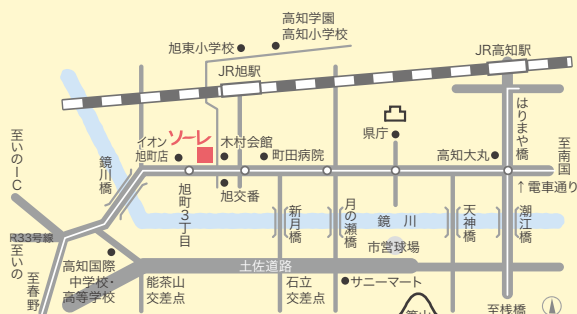 高知学園
高知小学校
旭東小学校
JR高知駅
JR旭駅
はりまや橋
県庁
至いのIC
イオン
旭町店
ソーレ
木村会館
町田病院
高知大丸
至南国
鏡川橋
旭交番
↑電車通り
旭町3丁目
新月橋
月の瀬橋
鏡 川
天神橋
潮江橋
R33号線
至いの
市営球場
高知国際
中学校・
高等学校
土佐道路
至春野
能茶山
交差点
石立
交差点
サニーマート
至桟橋